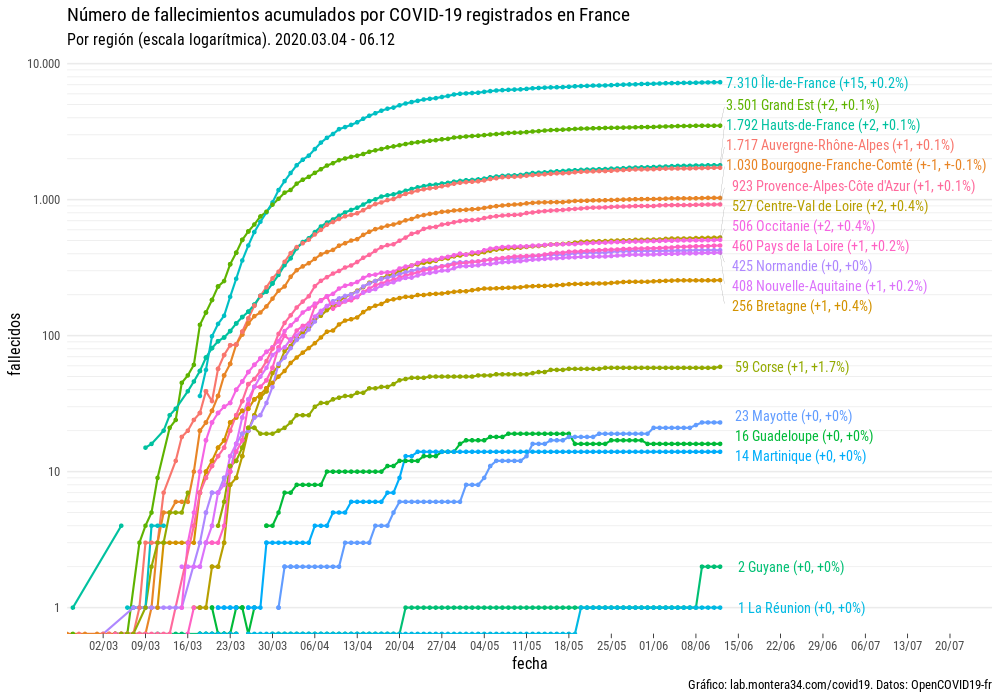 Número de fallecimientos acumulados por COVID-19 registrados en France
Por región (escala logarítmica). 2020.03.04 - 06.12
10.000
1.000
100
10
1
fallecidos
7.310 Île-de-France (+15, +0.2%)
3.501 Grand Est (+2, +0.1%)
1.792 Hauts-de-France (+2, +0.1%)
1.717 Auvergne-Rhône-Alpes (+1, +0.1%)
1.030 Bourgogne-Franche-Comté (+-1, +-0.1%)
923 Provence-Alpes-Côte d'Azur (+1, +0.1%)
527 Centre-Val de Loire (+2, +0.4%)
506 Occitanie (+2, +0.4%)
460 Pays de la Loire (+1, +0.2%)
425 Normandie (+0, +0%)
408 Nouvelle-Aquitaine (+1, +0.2%)
256 Bretagne (+1, +0.4%)
59 Corse (+1, +1.7%)
23 Mayotte (+0, +0%)
16 Guadeloupe (+0, +0%)
14 Martinique (+0, +0%)
2 Guyane (+0, +0%)
1 La Réunion (+0, +0%)
02/03 09/03 16/03 23/03 30/03 06/04 13/04 20/04 27/04 04/05 11/05 18/05 25/05 01/06 08/06 15/06 22/06 29/06 06/07 13/07 20/07
fecha
Gráfico: lab.montera34.com/covid19. Datos: OpenCOVID19-fr